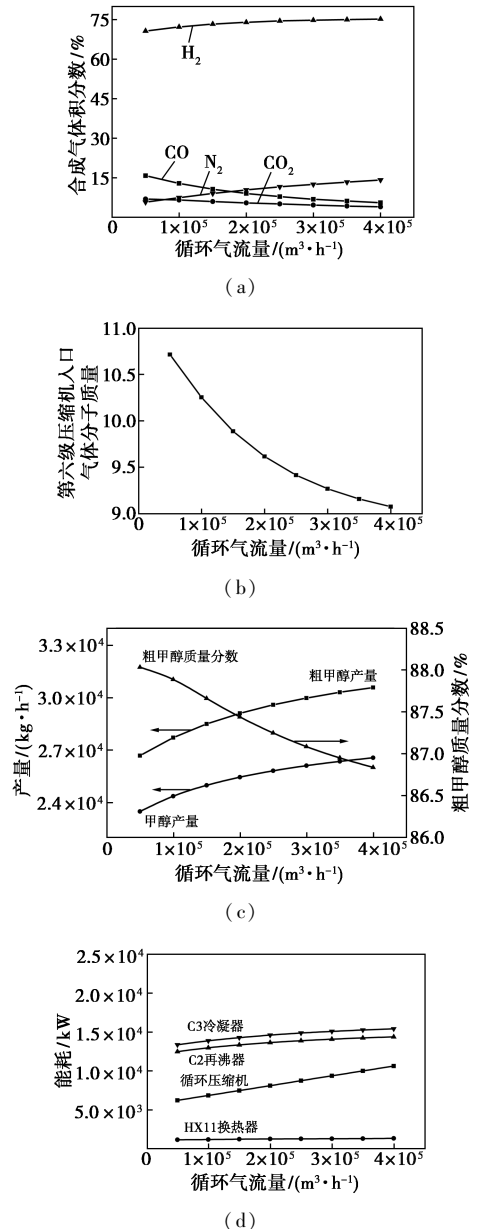 75
60
45
30
15
合成气体积分数/%
H₂
CO
N₂
CO₂
0
1×10⁵
2×10⁵
3×10⁵
4×10⁵
循环气流量/(m³·h⁻¹)
(a)
11.0
10.5
10.0
9.5
9.0
第六级压缩机入口
气体分子质量
0
1×10⁵
2×10⁵
3×10⁵
4×10⁵
循环气流量/(m³·h⁻¹)
(b)
3.3×10⁴
3.0×10⁴
2.7×10⁴
2.4×10⁴
产量/(kg·h⁻¹)
粗甲醇质量分数
粗甲醇产量
甲醇产量
88.5
88.0
87.5
87.0
86.5
86.0
粗甲醇质量分数/%
0
1×10⁵
2×10⁵
3×10⁵
4×10⁵
循环气流量/(m³·h⁻¹)
(c)
2.5×10⁴
2.0×10⁴
1.5×10⁴
1.0×10⁴
5.0×10³
能耗/kW
C3冷凝器
C2再沸器
循环压缩机
HX11换热器
0
1×10⁵
2×10⁵
3×10⁵
4×10⁵
循环气流量/(m³·h⁻¹)
(d)